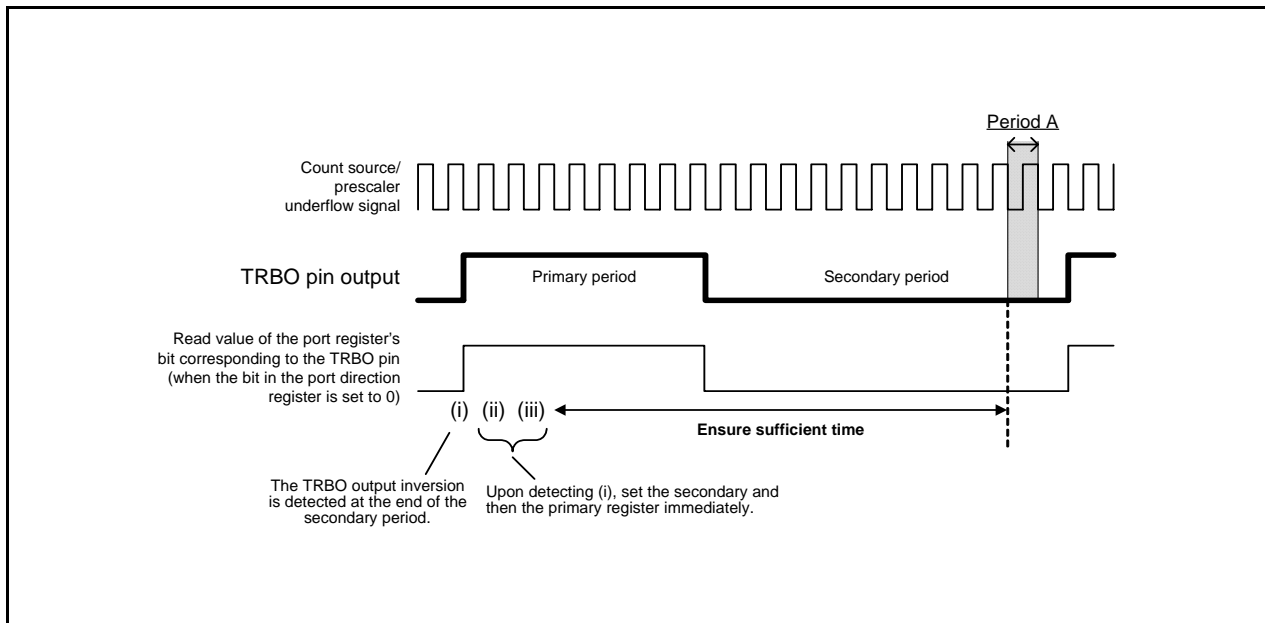 Period A
Count source/
prescaler
underflow signal
TRBO pin output
Primary period
Secondary period
Read value of the port register's
bit corresponding to the TRBO pin
(when the bit in the port direction
register is set to 0)
(i) (ii) (iii)
Ensure sufficient time
The TRBO output inversion
is detected at the end of the
secondary period.
Upon detecting (i), set the secondary and
then the primary register immediately.